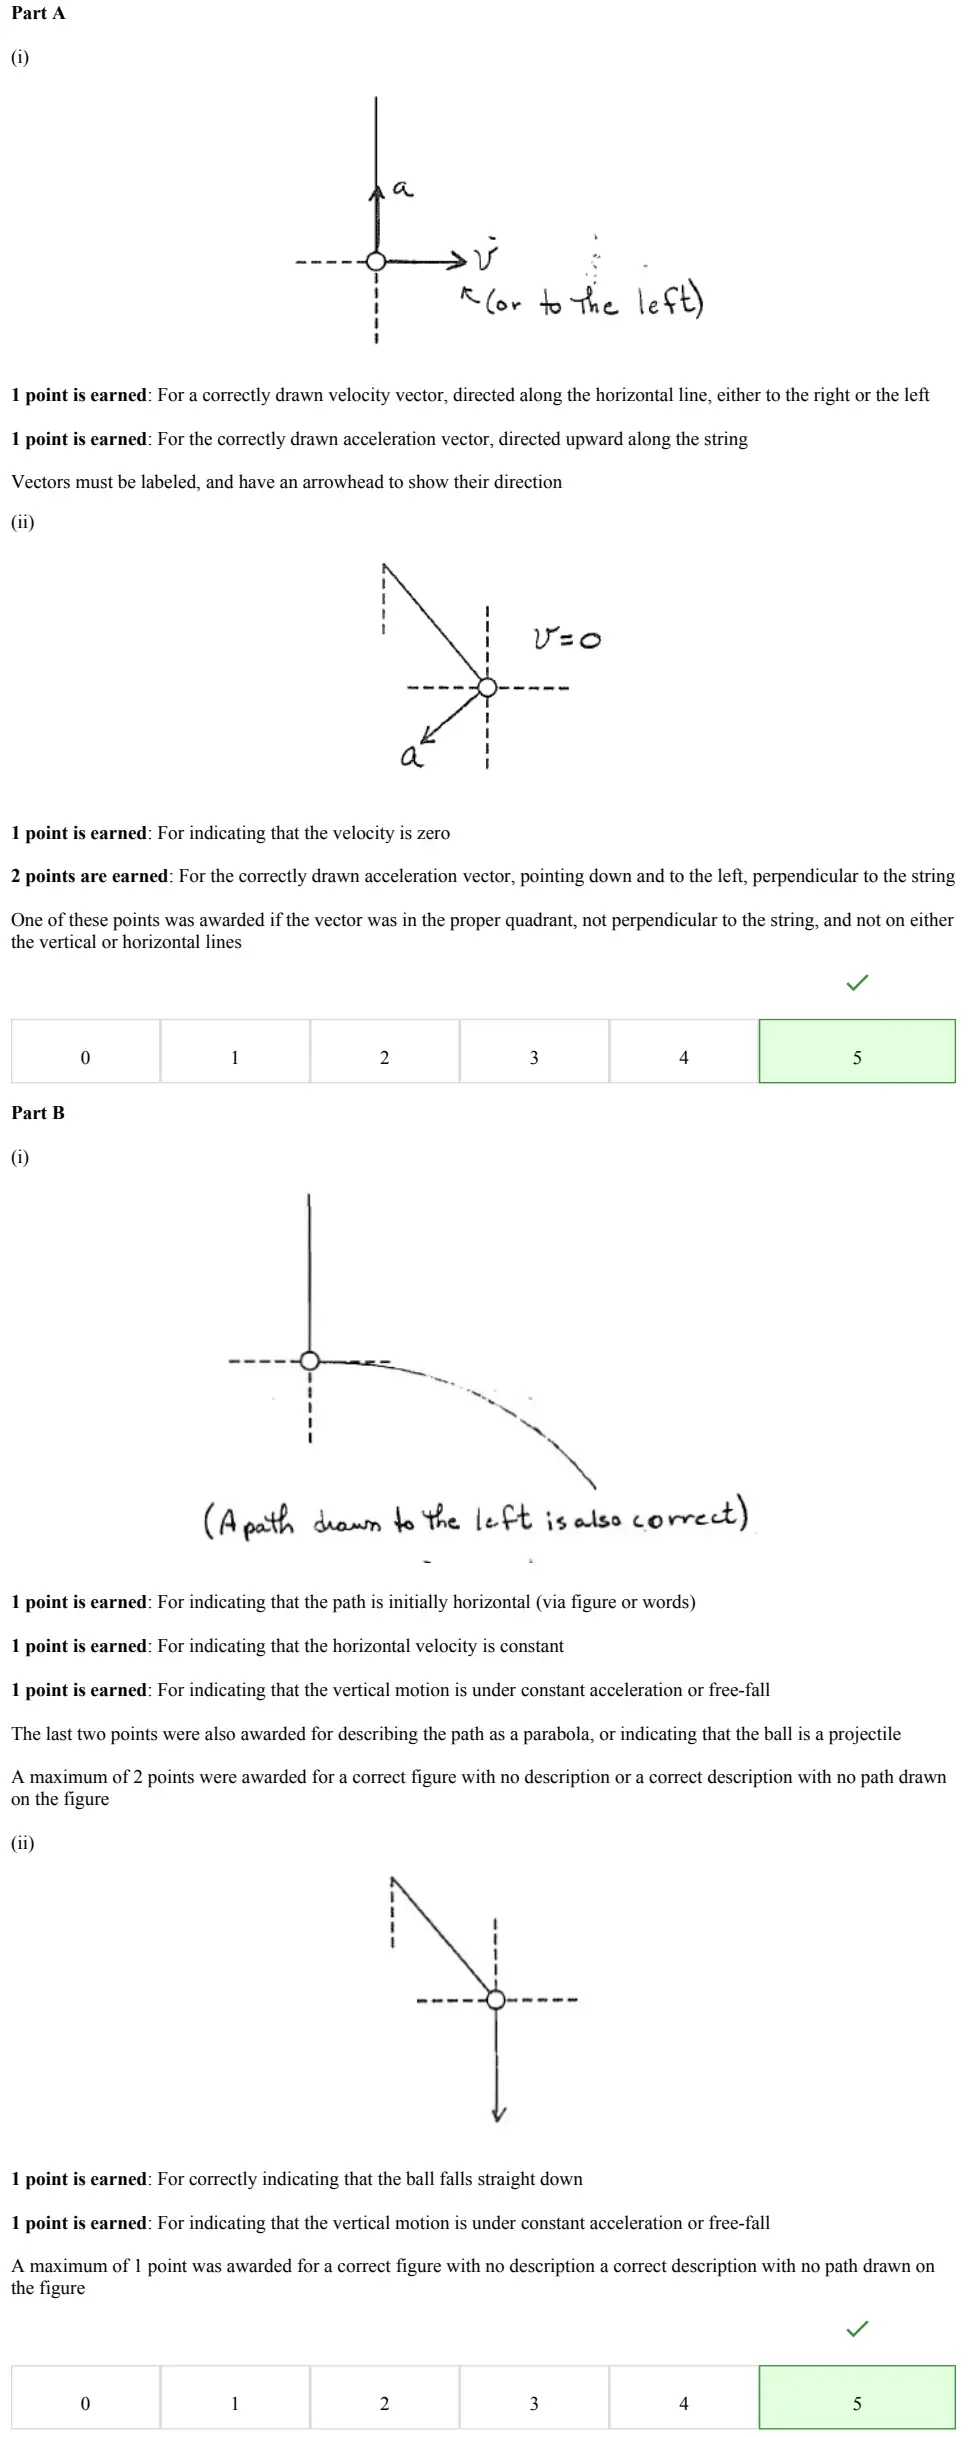 Part A
(i)
a
v
(or to the left)
1 point is earned: For a correctly drawn velocity vector, directed along the horizontal line, either to the right or the left
1 point is earned: For the correctly drawn acceleration vector, directed upward along the string
Vectors must be labeled, and have an arrowhead to show their direction
(ii)
v=0
a
1 point is earned: For indicating that the velocity is zero
2 points are earned: For the correctly drawn acceleration vector, pointing down and to the left, perpendicular to the string
One of these points was awarded if the vector was in the proper quadrant, not perpendicular to the string, and not on either
the vertical or horizontal lines
0 1 2 3 4 5
Part B
(i)
(A path drawn to the left is also correct)
1 point is earned: For indicating that the path is initially horizontal (via figure or words)
1 point is earned: For indicating that the horizontal velocity is constant
1 point is earned: For indicating that the vertical motion is under constant acceleration or free-fall
The last two points were also awarded for describing the path as a parabola, or indicating that the ball is a projectile
A maximum of 2 points were awarded for a correct figure with no description or a correct description with no path drawn
on the figure
(ii)
1 point is earned: For correctly indicating that the ball falls straight down
1 point is earned: For indicating that the vertical motion is under constant acceleration or free-fall
A maximum of 1 point was awarded for a correct figure with no description a correct description with no path drawn on
the figure
0 1 2 3 4 5